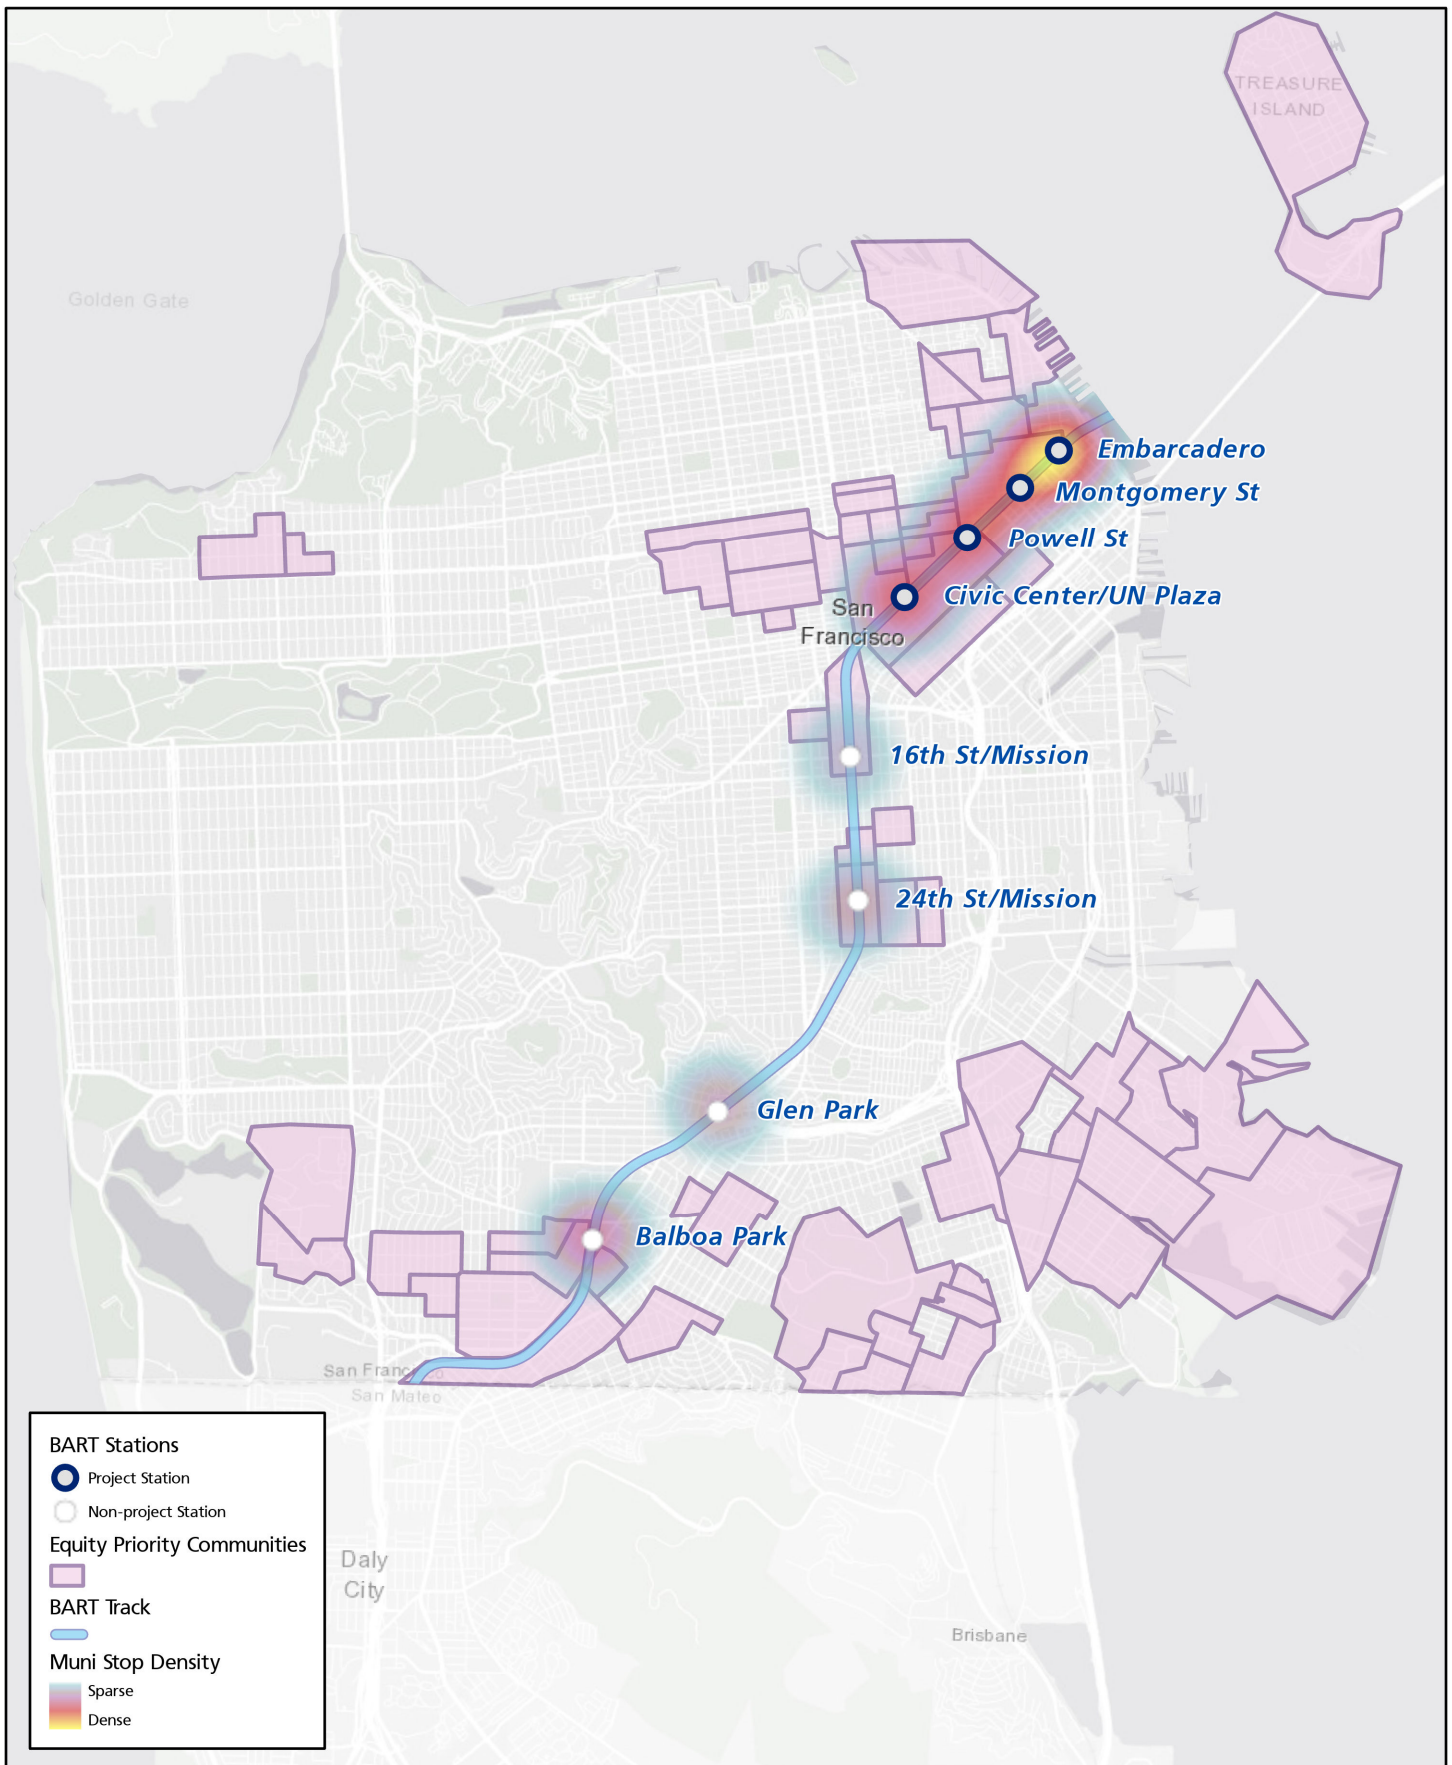 TREASURE
ISLAND
Golden Gate
Embarcadero
Montgomery St
Powell St
Civic Center/UN Plaza
San
Francisco
16th St/Mission
24th St/Mission
Glen Park
Balboa Park
San Francisco
San Mateo
BART Stations
Project Station
Non-project Station
Equity Priority Communities
BART Track
Muni Stop Density
Sparse
Dense
Daly
City
Brisbane